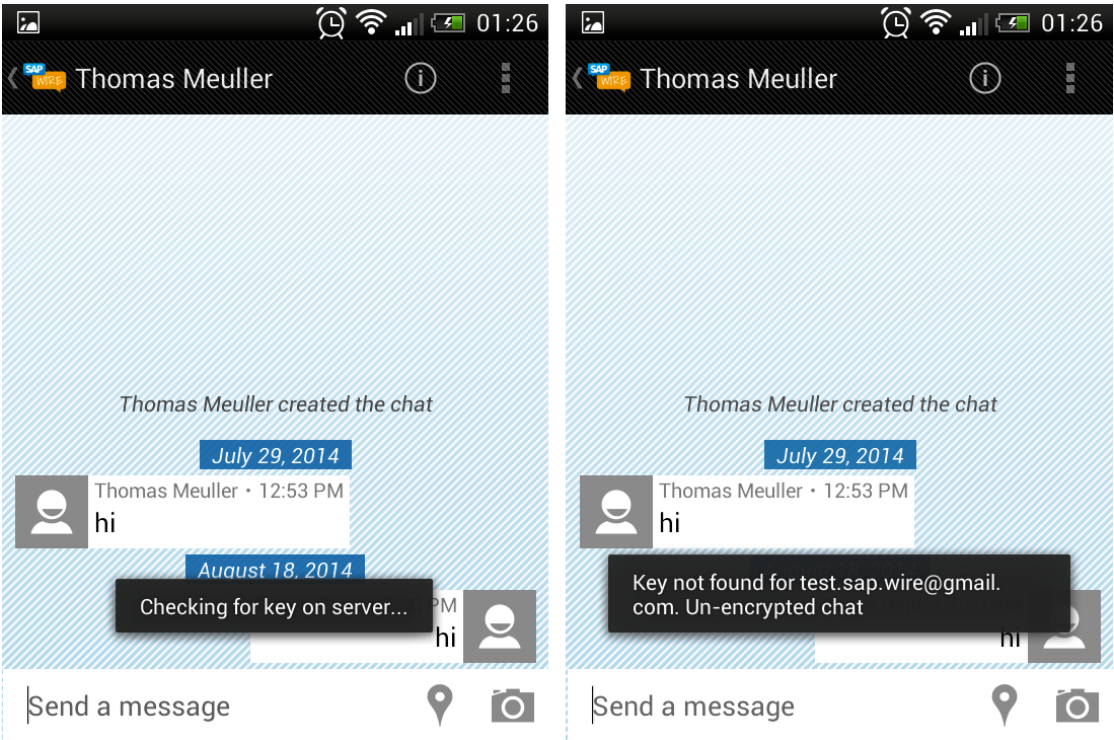 01:26
SAP
WIRE
Thomas Meuller
Thomas Meuller created the chat
July 29, 2014
Thomas Meuller • 12:53 PM
hi
August 18, 2014
Checking for key on server...
PM
hi
Send a message
01:26
SAP
WIRE
Thomas Meuller
Thomas Meuller created the chat
July 29, 2014
Thomas Meuller • 12:53 PM
hi
Key not found for test.sap.wire@gmail.
com. Un-encrypted chat
hi
Send a message